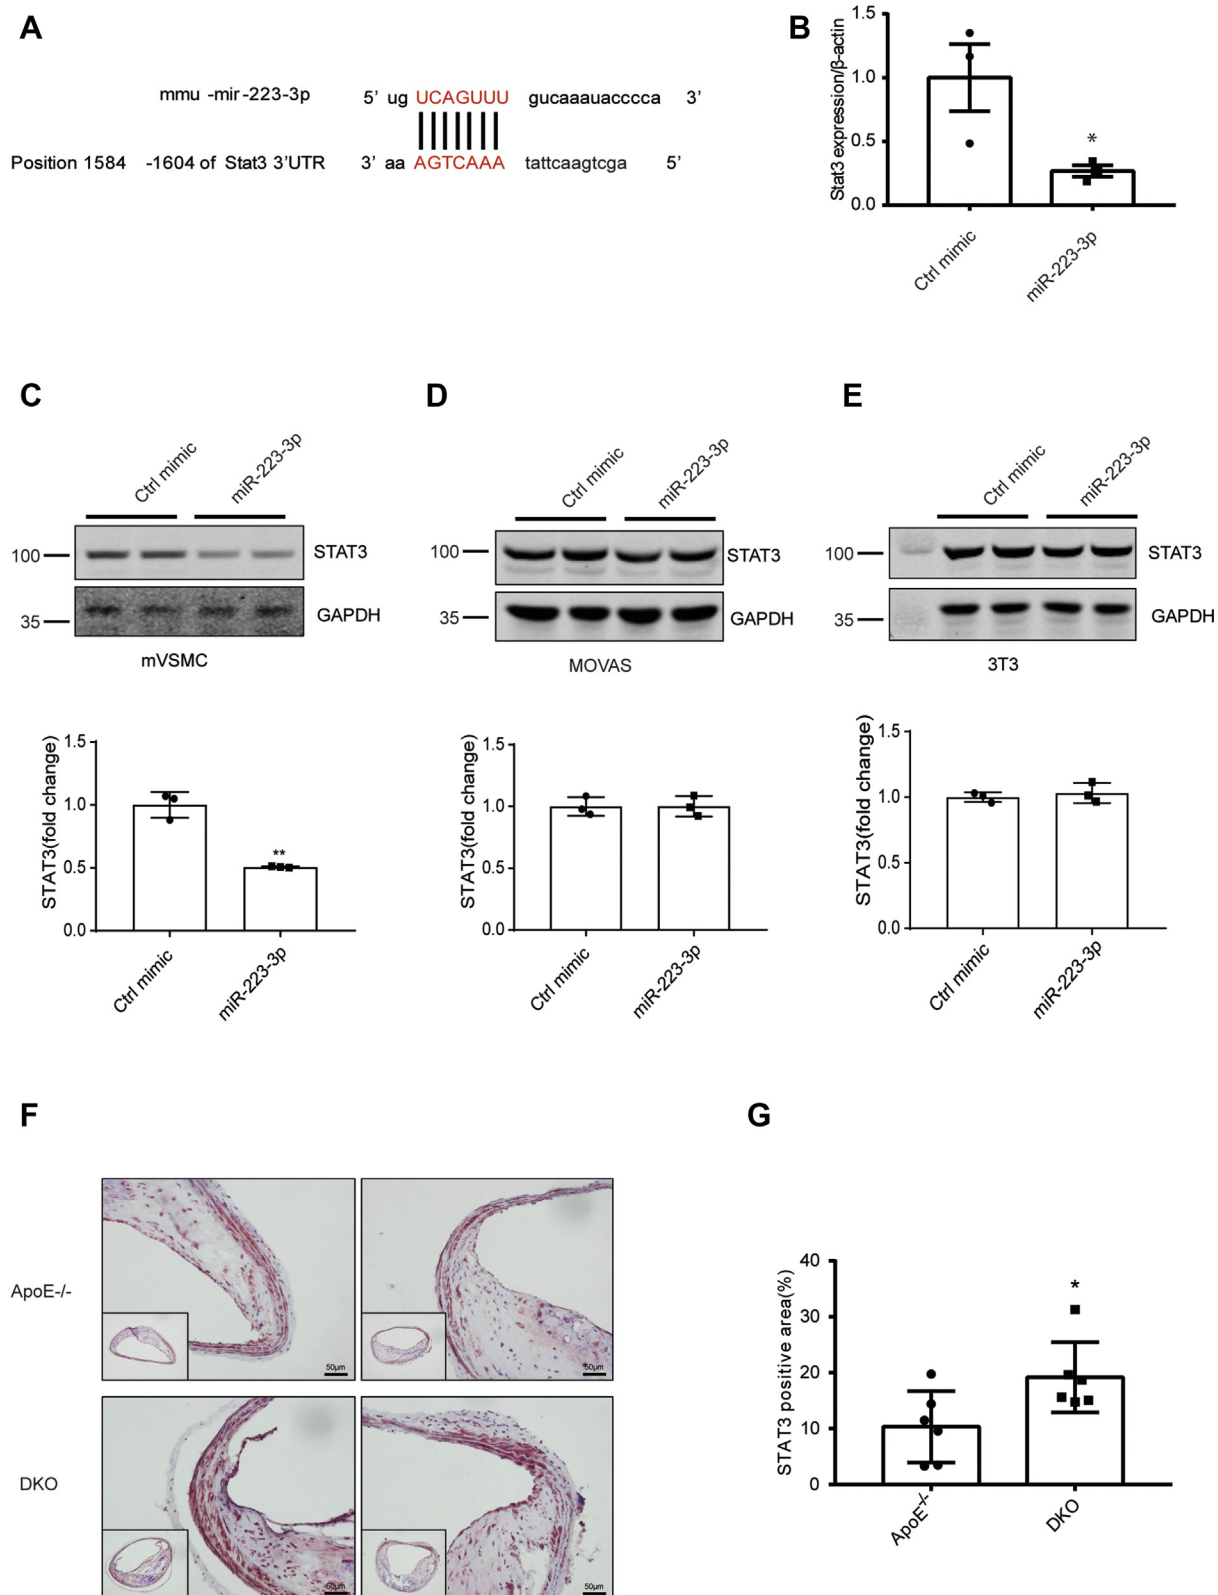 A
mmu -mir-223-3p 5' ug UCAGUUU gucaaauacccca 3'
Position 1584 -1604 of Stat3 3'UTR 3' aa AGTCAAA tattcaagtcga 5'
B
Stat3 expression/β-actin
1.5
1.0
0.5
0.0
*
Ctrl mimic
miR-223-3p
C
Ctrl mimic
miR-223-3p
100
STAT3
35
GAPDH
mVSMC
STAT3(fold change)
1.5
1.0
0.5
0.0
**
Ctrl mimic
miR-223-3p
D
Ctrl mimic
miR-223-3p
100
STAT3
35
GAPDH
MOVAS
STAT3(fold change)
1.5
1.0
0.5
0.0
Ctrl mimic
miR-223-3p
E
Ctrl mimic
miR-223-3p
100
STAT3
35
GAPDH
3T3
STAT3(fold change)
1.5
1.0
0.5
0.0
Ctrl mimic
miR-223-3p
F
ApoE-/-
50μm
50μm
DKO
50μm
50μm
G
STAT3 positive area(%)
40
30
20
10
0
*
ApoE-/-
DKO